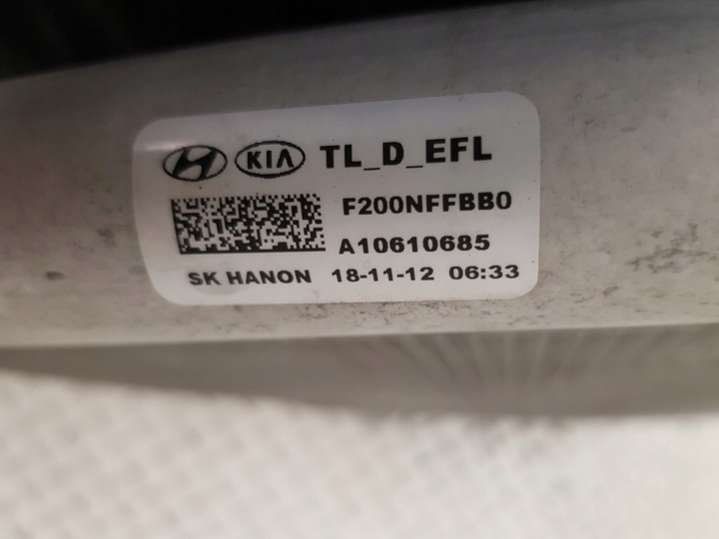 H KIA TL_D_EFL
F200NFFBB0
A10610685
SK HANON 18-11-12 06:33